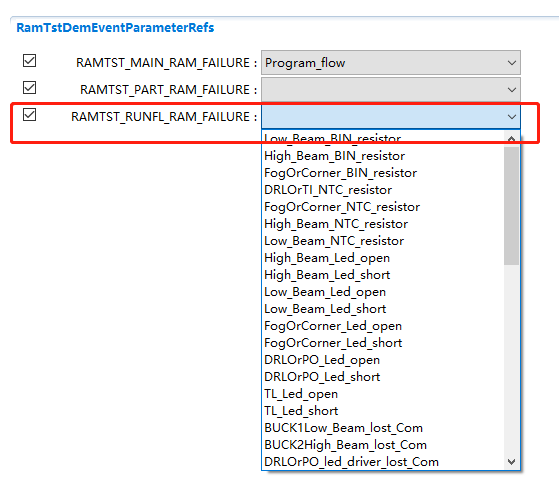 RamTstDemEventParameterRefs
RAMTST_MAIN_RAM_FAILURE : Program_flow
RAMTST_PART_RAM_FAILURE :
RAMTST_RUNFL_RAM_FAILURE :
Low_Beam_BIN_resistor
High_Beam_BIN_resistor
FogOrCorner_BIN_resistor
DRLOrTI_NTC_resistor
FogOrCorner_NTC_resistor
High_Beam_NTC_resistor
Low_Beam_NTC_resistor
High_Beam_Led_open
High_Beam_Led_short
Low_Beam_Led_open
Low_Beam_Led_short
FogOrCorner_Led_open
FogOrCorner_Led_short
DRLOrPO_Led_open
DRLOrPO_Led_short
TL_Led_open
TL_Led_short
BUCK1Low_Beam_lost_Com
BUCK2High_Beam_lost_Com
DRLOrPO_led_driver_lost_Com